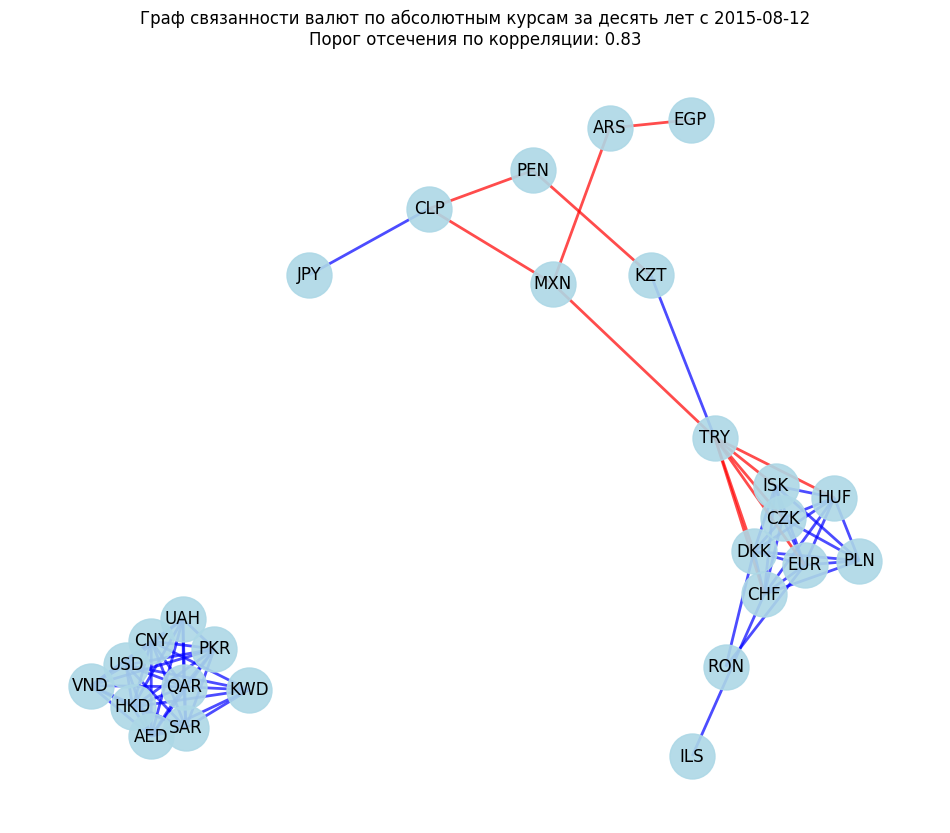 Граф связанности валют по абсолютным курсам за десять лет с 2015-08-12
Порог отсечения по корреляции: 0.83
EGP
ARS
PEN
CLP
JPY
MXN
KZT
TRY
ISK
HUF
CZK
DKK
EUR
PLN
CHF
UAH
CNY
PKR
USD
RON
VND
QAR
KWD
HKD
SAR
AED
ILS